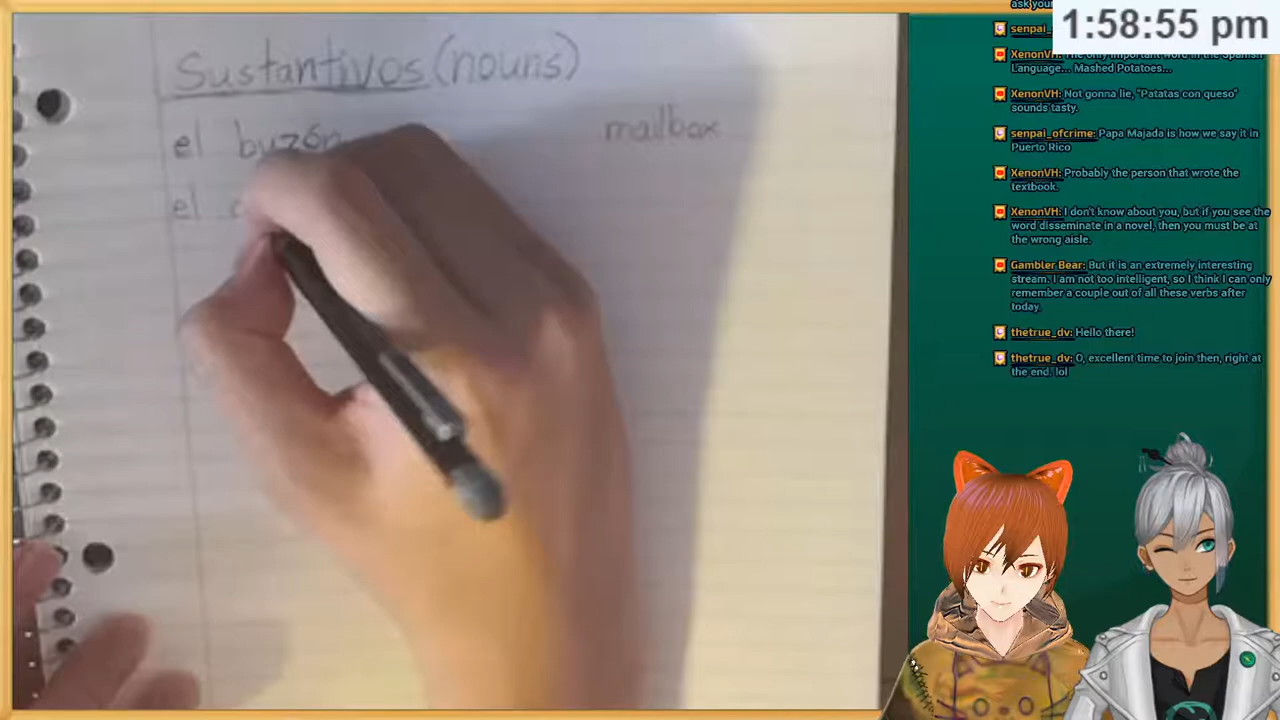 1:58:55 pm
ask your
senpai_
Sustantivos (nouns)
el buzón mailbox
el
XenonVH: The only important word in the Spanish
Language... Mashed Potatoes...
XenonVH: Not gonna lie, "Patatas con queso"
sounds tasty.
senpai_ofcrime: Papa Majada is how we say it in
Puerto Rico
XenonVH: Probably the person that wrote the
textbook.
XenonVH: I don't know about you, but if you see the
word disseminate in a novel, then you must be at
the wrong aisle.
Gambler Bear: But it is an extremely interesting
stream. I am not too intelligent, so I think I can only
remember a couple out of all these verbs after
today.
thetrue_dv: Hello there!
thetrue_dv: O, excellent time to join then, right at
the end. lol